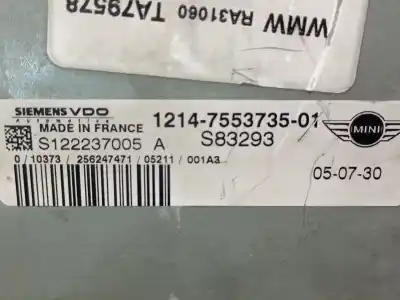 WMW RA31060 TA79578
SIEMENS VDO
Automotive
MADE IN FRANCE
1214-7553735-01
S122237005 A
S83293
MINI
0/10373/256247471/05211/001A3
05-07-30